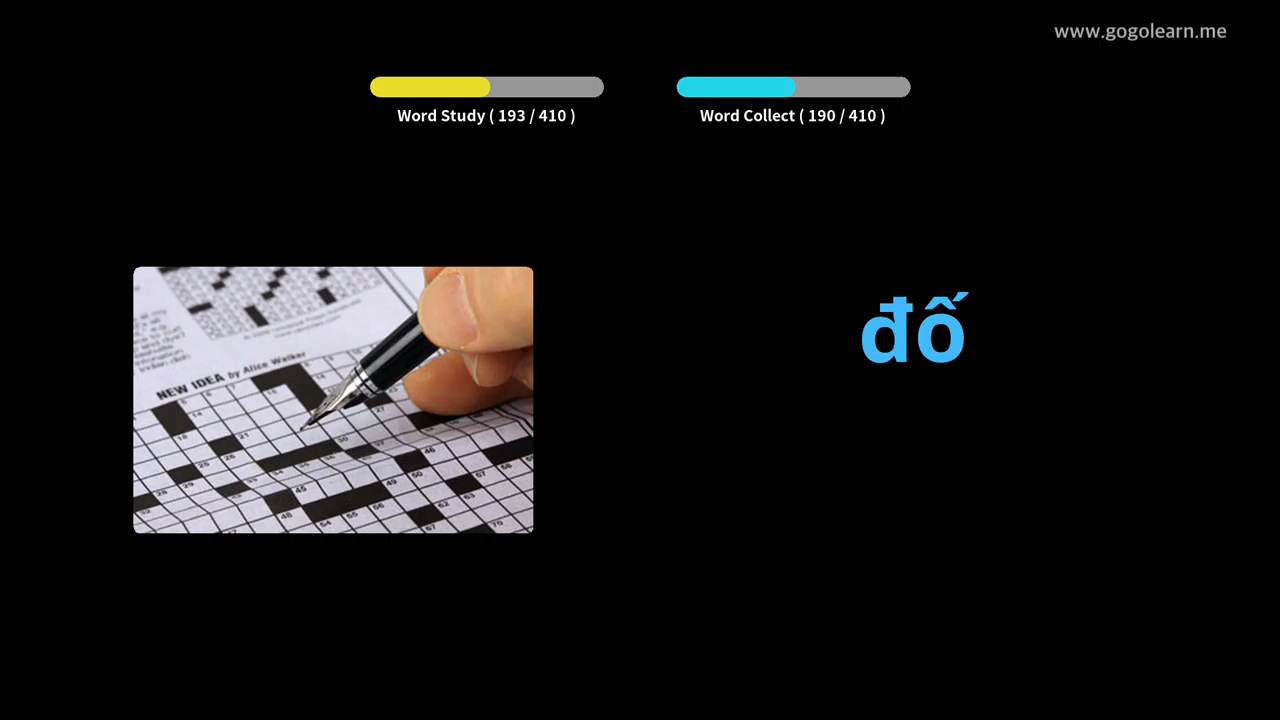 www.gogolearn.me
Word Study ( 193 / 410 )
Word Collect ( 190 / 410 )
NEW IDEA by Alice Walker
đố